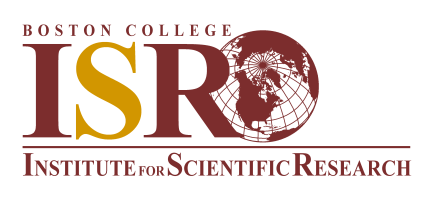 BOSTON COLLEGE
ISR
INSTITUTE FOR SCIENTIFIC RESEARCH